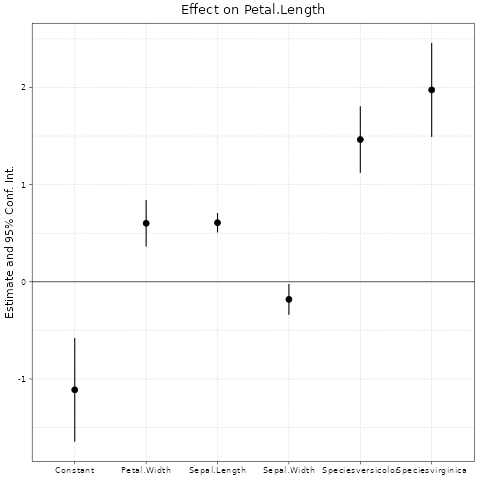 Effect on Petal.Length
Estimate and 95% Conf. Int.
2
1
0
-1
Constant Petal.Width Sepal.Length Sepal.Width Speciesversicolor Speciesvirginica